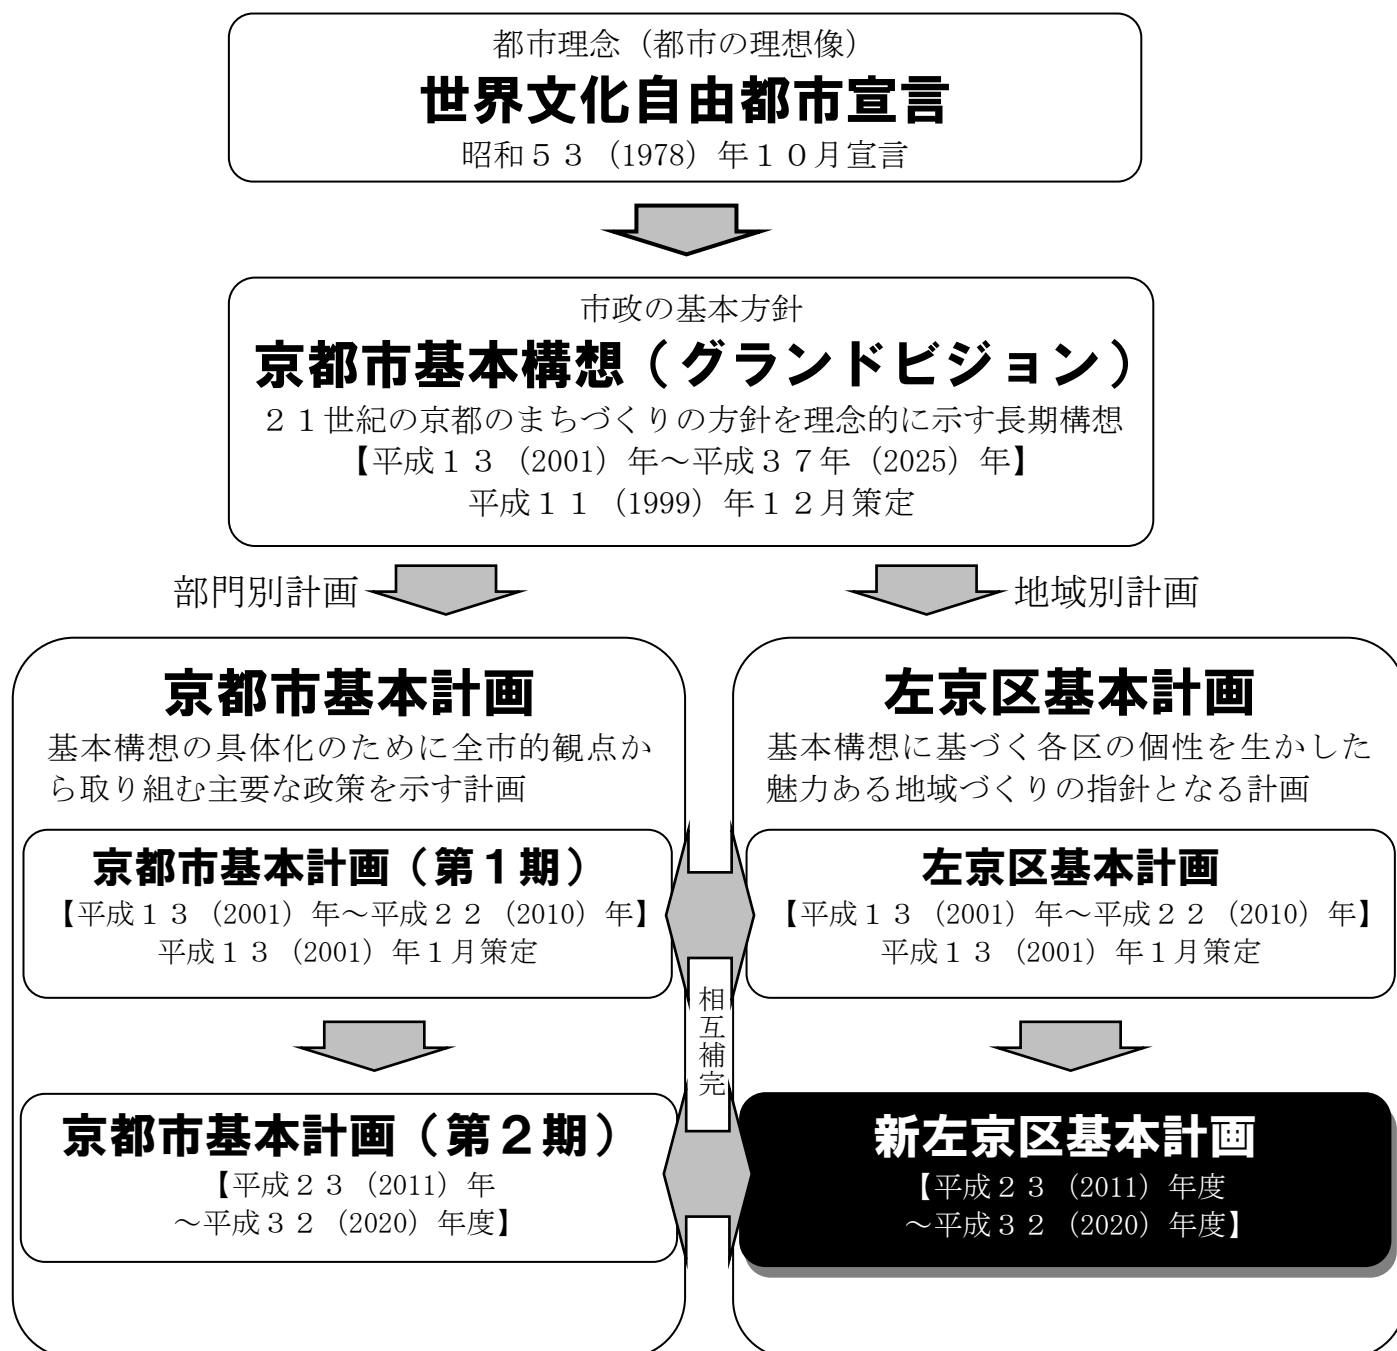 都市理念（都市の理想像）
世界文化自由都市宣言
昭和５３（1978）年１０月宣言
市政の基本方針
京都市基本構想（グランドビジョン）
２１世紀の京都のまちづくりの方針を理念的に示す長期構想
【平成１３（2001）年～平成３７年（2025）年】
平成１１（1999）年１２月策定
部門別計画
地域別計画
京都市基本計画
基本構想の具体化のために全市的観点か
ら取り組む主要な政策を示す計画
京都市基本計画（第１期）
【平成１３（2001）年～平成２２（2010）年】
平成１３（2001）年１月策定
京都市基本計画（第２期）
【平成２３（2011）年
～平成３２（2020）年度】
相互補完
左京区基本計画
基本構想に基づく各区の個性を生かした
魅力ある地域づくりの指針となる計画
左京区基本計画
【平成１３（2001）年～平成２２（2010）年】
平成１３（2001）年１月策定
新左京区基本計画
【平成２３（2011）年度
～平成３２（2020）年度】